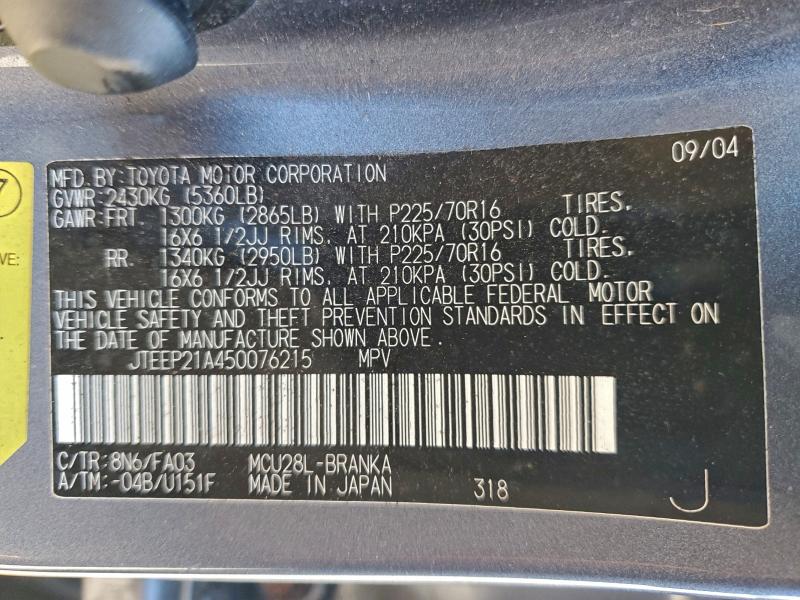 09/04
MFD. BY: TOYOTA MOTOR CORPORATION
GVWR: 2430KG (5360LB)
GAWR: FRT 1300KG (2865LB) WITH P225/70R16 TIRES.
16X6 1/2JJ RIMS, AT 210KPA (30PSI) COLD.
RR. 1340KG (2950LB) WITH P225/70R16 TIRES.
16X6 1/2JJ RIMS, AT 210KPA (30PSI) COLD.
THIS VEHICLE CONFORMS TO ALL APPLICABLE FEDERAL MOTOR
VEHICLE SAFETY AND THEFT PREVENTION STANDARDS IN EFFECT ON
THE DATE OF MANUFACTURE SHOWN ABOVE.
JTEEP21A450076215 MPV
C/TR: 8N6/FA03 MCU28L-BRANKA
A/TM: -04B/U151F MADE IN JAPAN 318 J
7